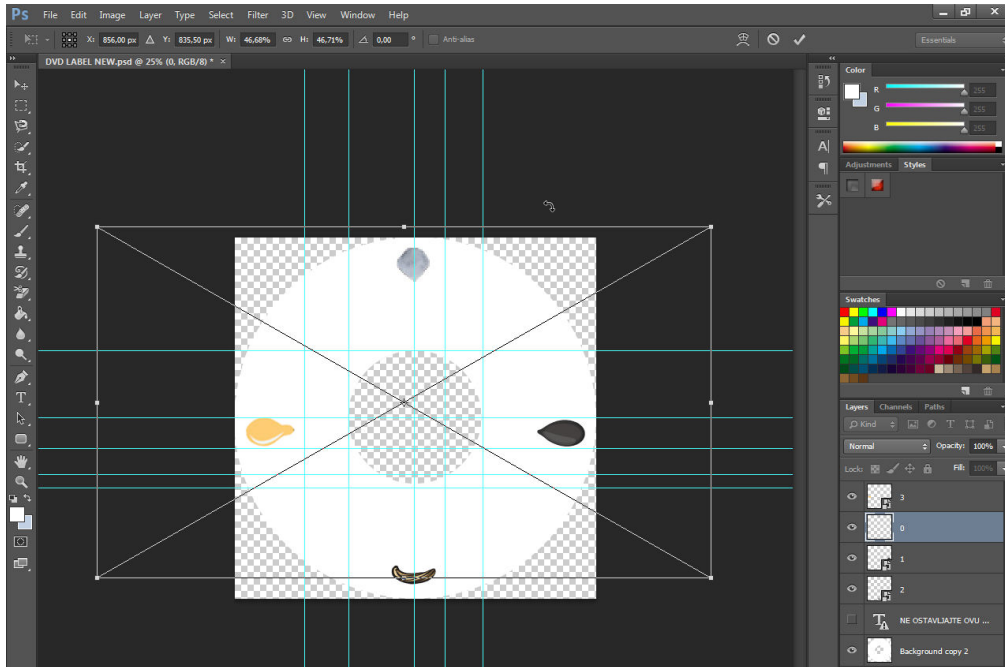 Ps File Edit Image Layer Type Select Filter 3D View Window Help
X: 856,00 px Y: 835,50 px W: 46,68% H: 46,71% 0,00 ° Anti-alias Essentials
DVD LABEL NEW.psd @ 25% (0, RGB/8) * ×
Color
R 255
G 255
B 255
Adjustments Styles
Swatches
Layers Channels Paths
Kind T
Normal Opacity: 100%
Lock: Fill: 100%
3
0
1
2
NE OSTAVLJAJTE OVU ...
Background copy 2